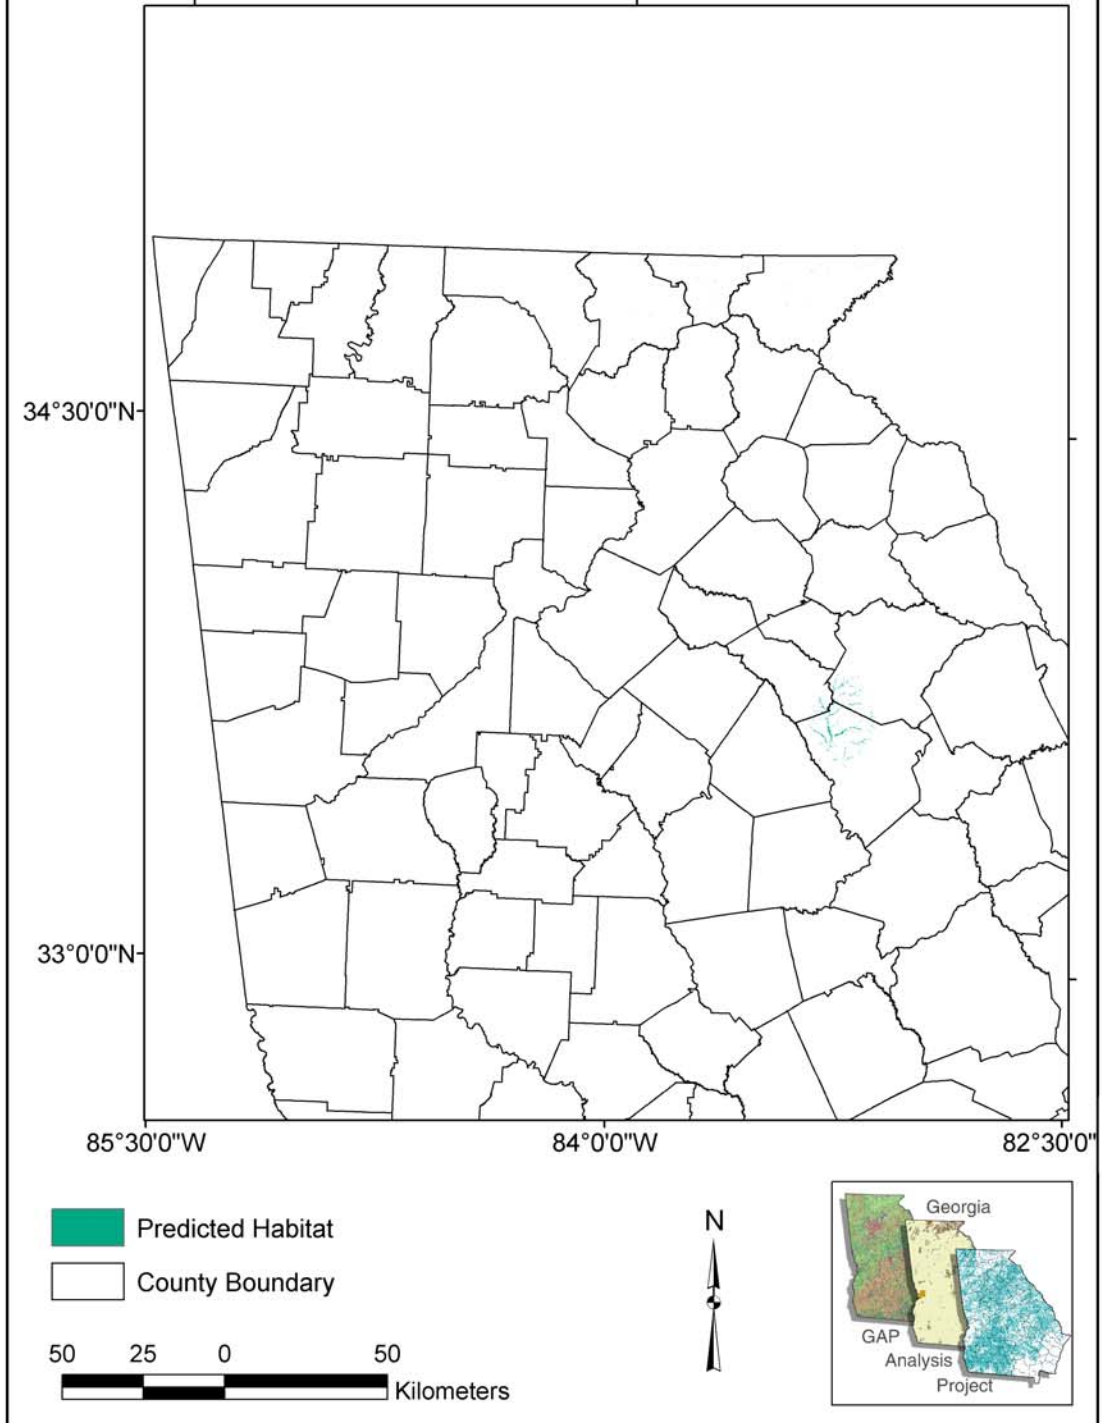 34°30'0"N
33°0'0"N
85°30'0"W
84°0'0"W
82°30'0"
Predicted Habitat
County Boundary
50 25 0 50
Kilometers
N
Georgia
GAP
Analysis
Project